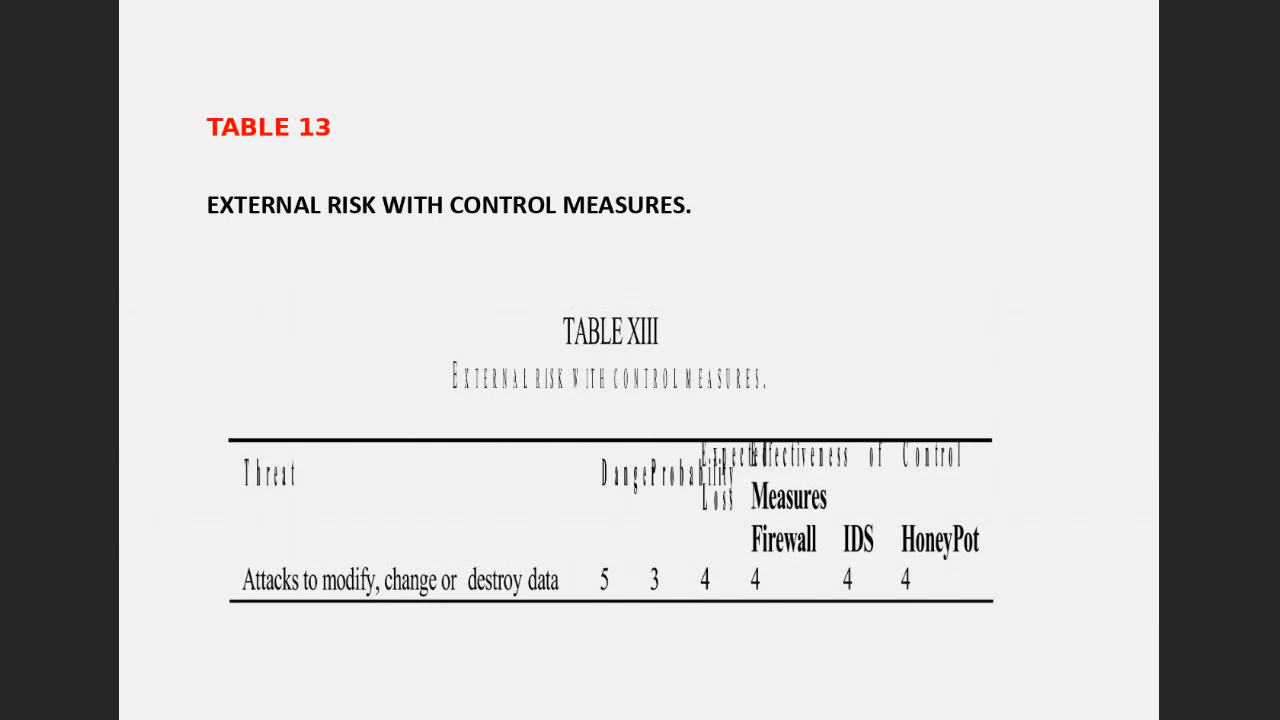 TABLE 13
EXTERNAL RISK WITH CONTROL MEASURES.
TABLE XIII
EXTERNAL RISK WITH CONTROL MEASURES.
Threat Danger Probability Expected Loss Effectiveness of Control
Measures
Firewall IDS HoneyPot
Attacks to modify, change or destroy data 5 3 4 4 4 4